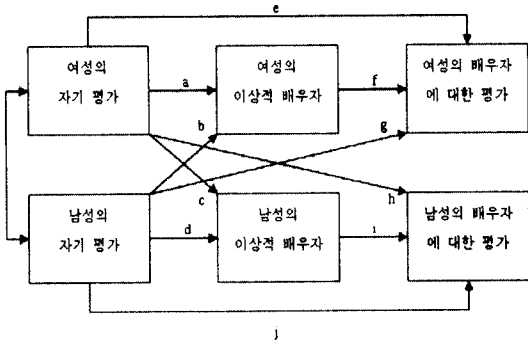 e
여성의
자기 평가
a
여성의
이상적 배우자
f
여성의 배우자
에 대한 평가
b
g
c
h
남성의
자기 평가
d
남성의
이상적 배우자
i
남성의 배우자
에 대한 평가
j